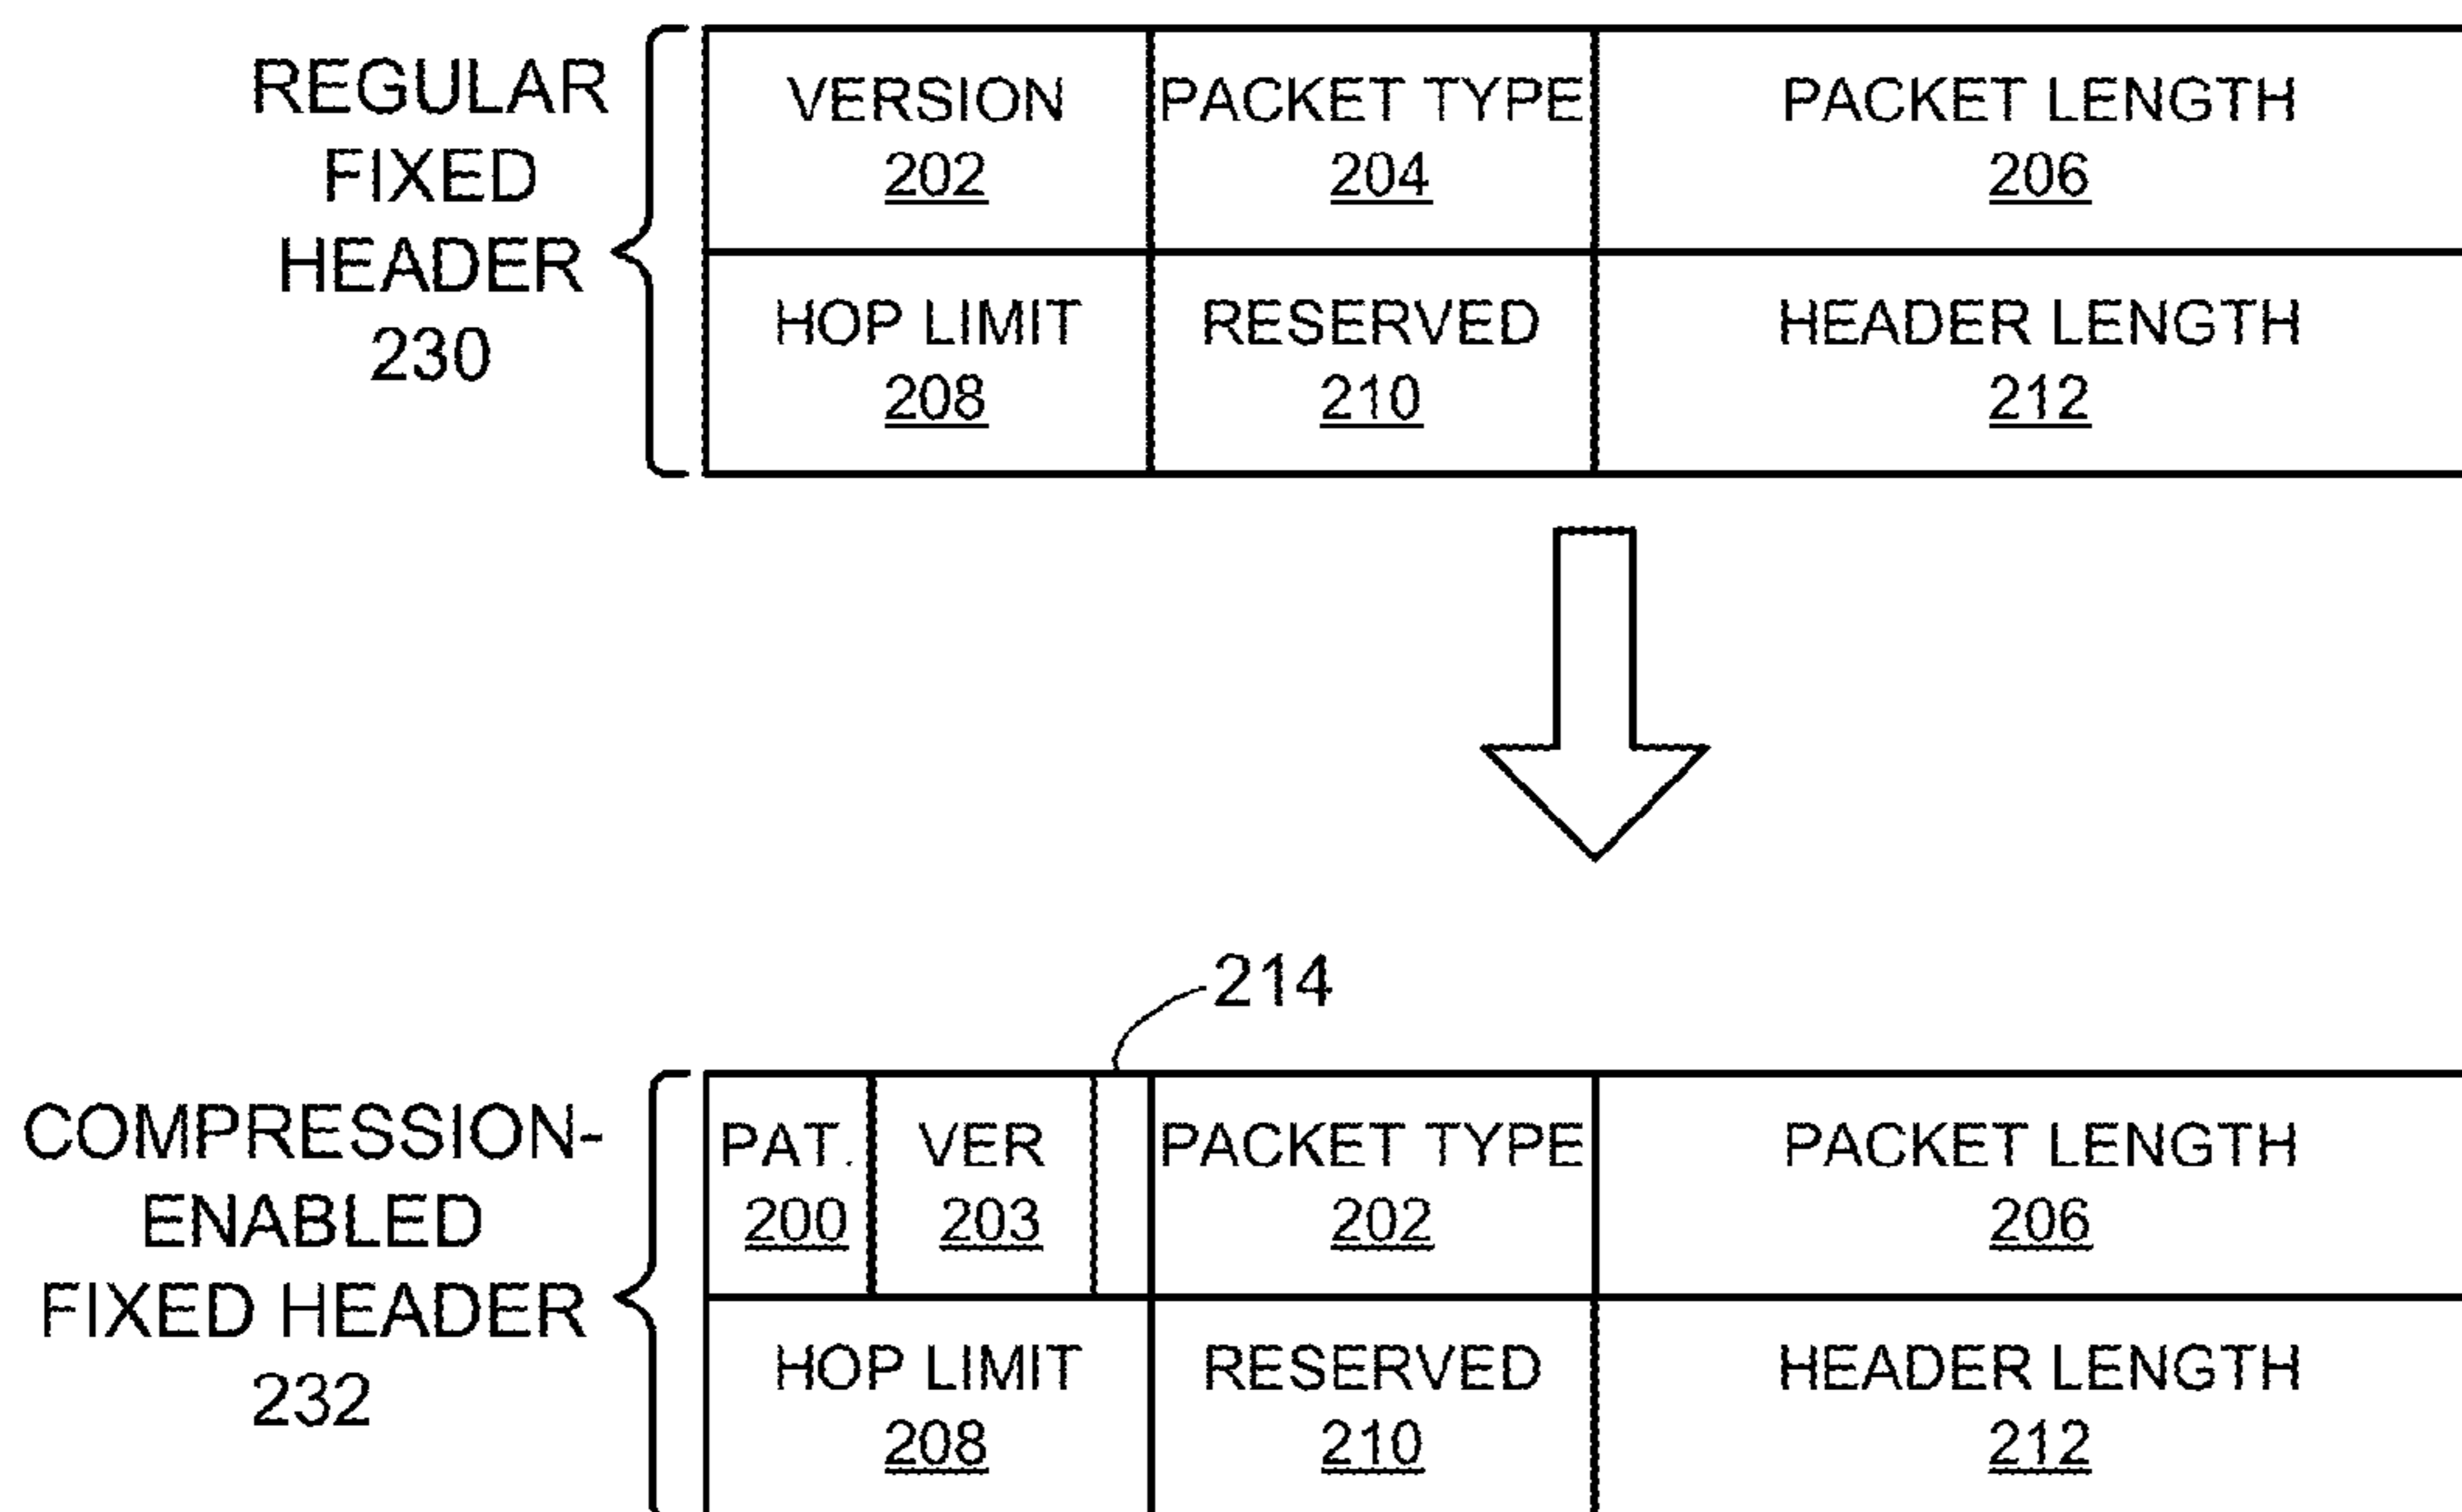 REGULAR
FIXED
HEADER
230
VERSION
202
PACKET TYPE
204
PACKET LENGTH
206
HOP LIMIT
208
RESERVED
210
HEADER LENGTH
212
214
COMPRESSION-
ENABLED
FIXED HEADER
232
PAT.
200
VER
203
PACKET TYPE
202
PACKET LENGTH
206
HOP LIMIT
208
RESERVED
210
HEADER LENGTH
212